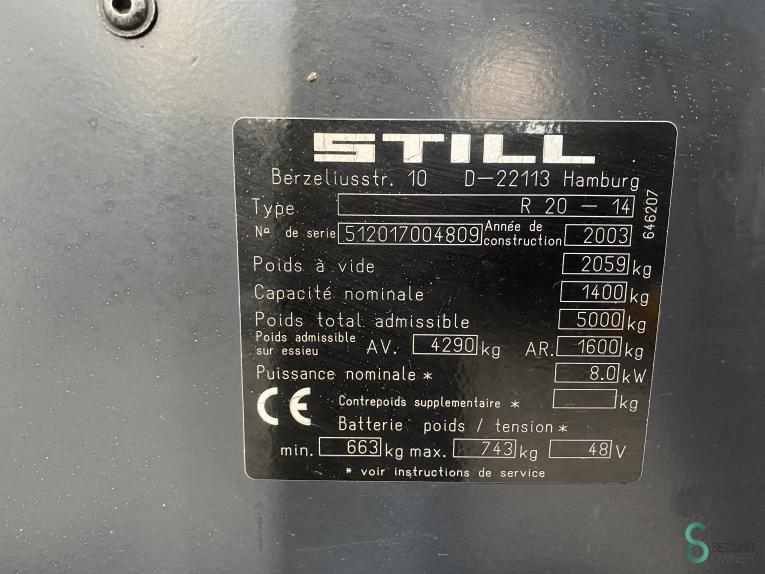 STILL
Berzeliusstr. 10 D-22113 Hamburg
Type R 20 - 14
646207
Nº de serie 512017004809 Année de construction 2003
Poids à vide 2059 kg
Capacité nominale 1400 kg
Poids total admissible 5000 kg
Poids admissible sur essieu AV. 4290 kg AR. 1600 kg
Puissance nominale * 8.0 kW
CE Contrepoids supplementaire * kg
Batterie poids / tension *
min. 663 kg max. 743 kg 48 V
* voir instructions de service
SECOND
OWNER